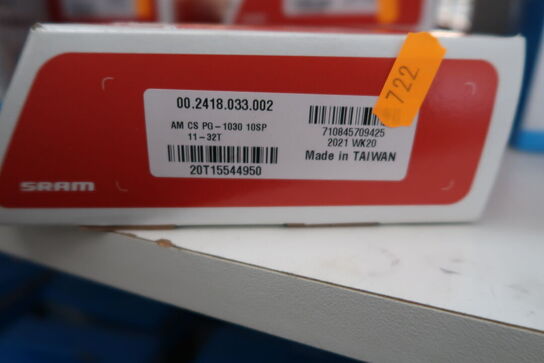 00.2418.033.002
AM CS PG-1030 10SP
11-32T
20T15544950
710845709425
2021 WK20
Made in TAIWAN
722
SRAM